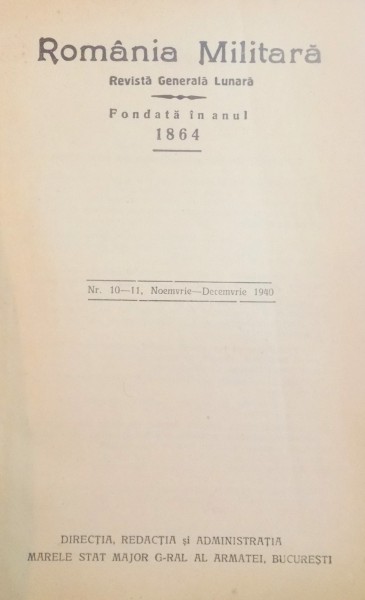 România Militară
Revistă Generală Lunară
Fondată în anul
1864
Nr. 10—11, Noemvrie—Decemvrie 1940
DIRECȚIA, REDACȚIA și ADMINISTRAȚIA
MARELE STAT MAJOR G-RAL AL ARMATEI, BUCUREȘTI